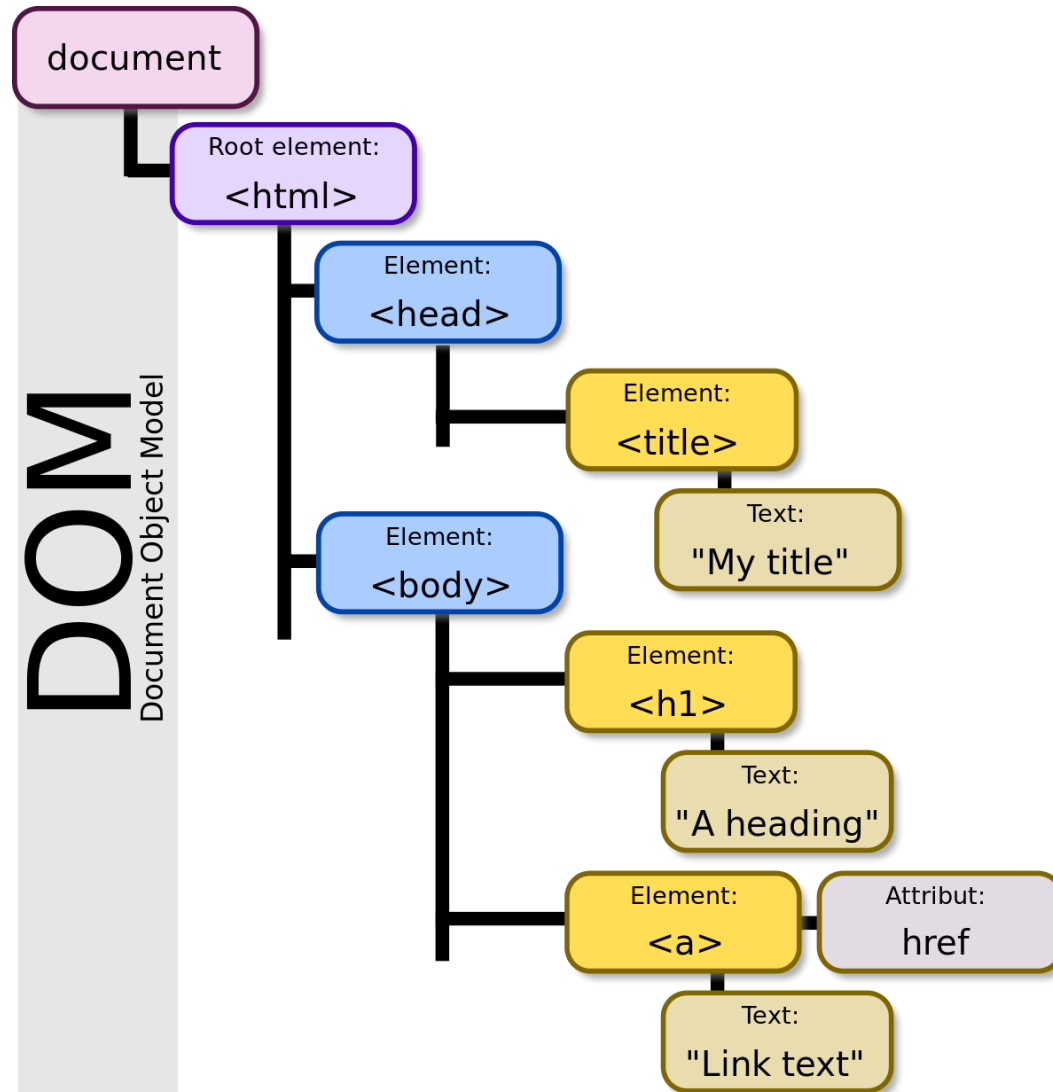 document
Root element:
<html>
Element:
<head>
Element:
<title>
Text:
"My title"
Element:
<body>
Element:
<h1>
Text:
"A heading"
Element:
<a>
Attribut:
href
Text:
"Link text"
DOM
Document Object Model